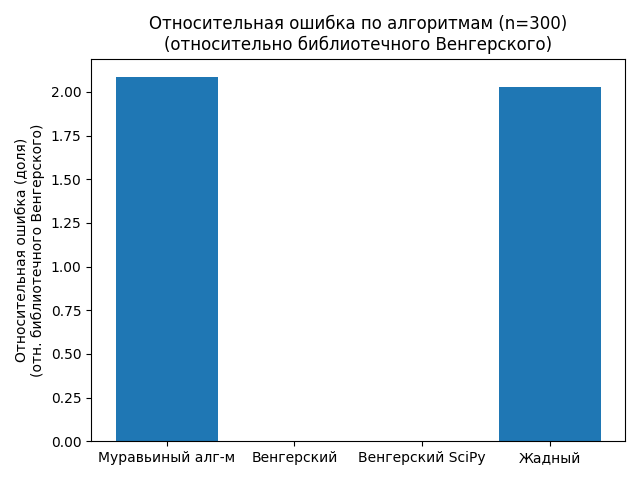 Относительная ошибка по алгоритмам (n=300)
(относительно библиотечного Венгерского)
Относительная ошибка (доля)
(отн. библиотечного Венгерского)
2.00
1.75
1.50
1.25
1.00
0.75
0.50
0.25
0.00
Муравьиный алг-м Венгерский Венгерский SciPy Жадный